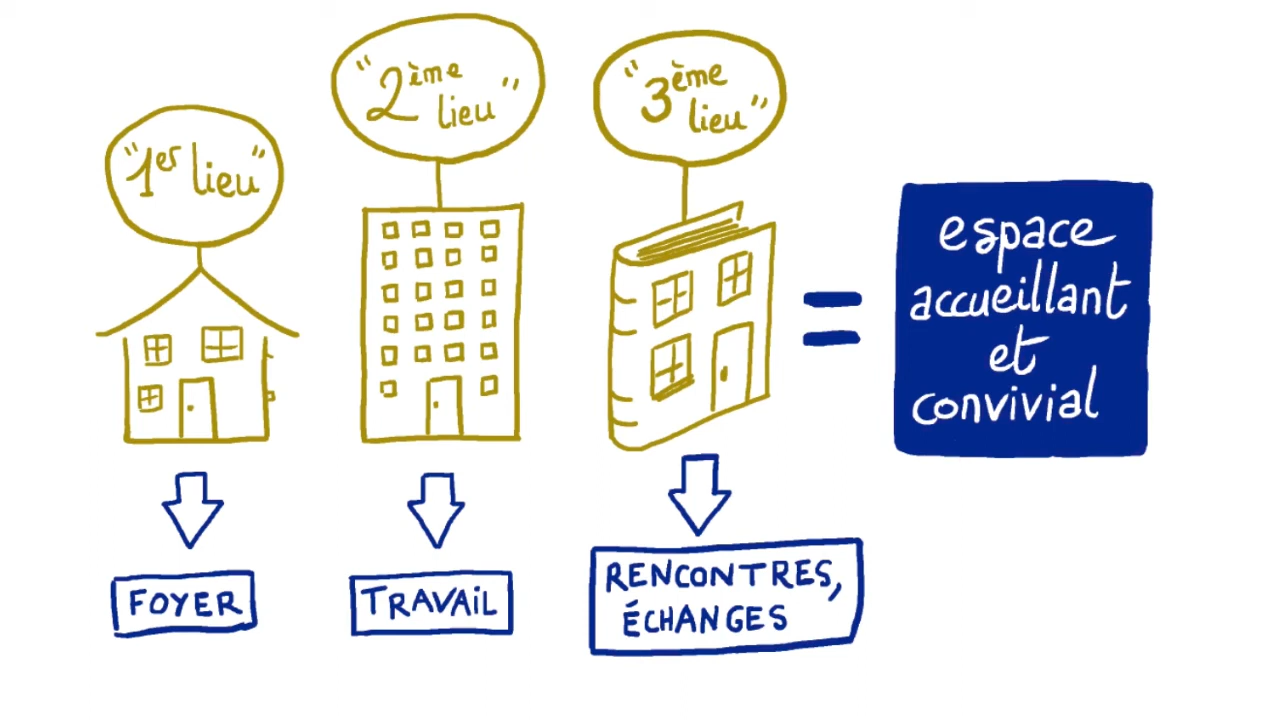 "1er lieu"
"2ème
lieu"
"3ème
lieu"
espace
accueillant
et
convivial
FOYER
TRAVAiL
RENCONTRES,
ÉCHANGES